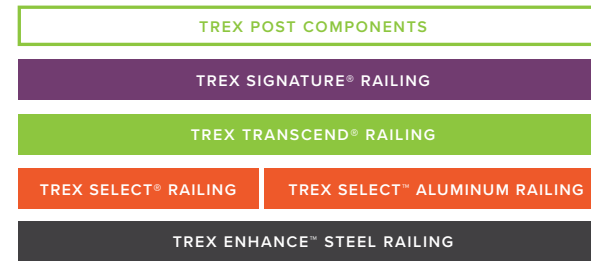 TREX POST COMPONENTS
TREX SIGNATURE® RAILING
TREX TRANSCEND® RAILING
TREX SELECT® RAILING
TREX SELECT™ ALUMINUM RAILING
TREX ENHANCE™ STEEL RAILING